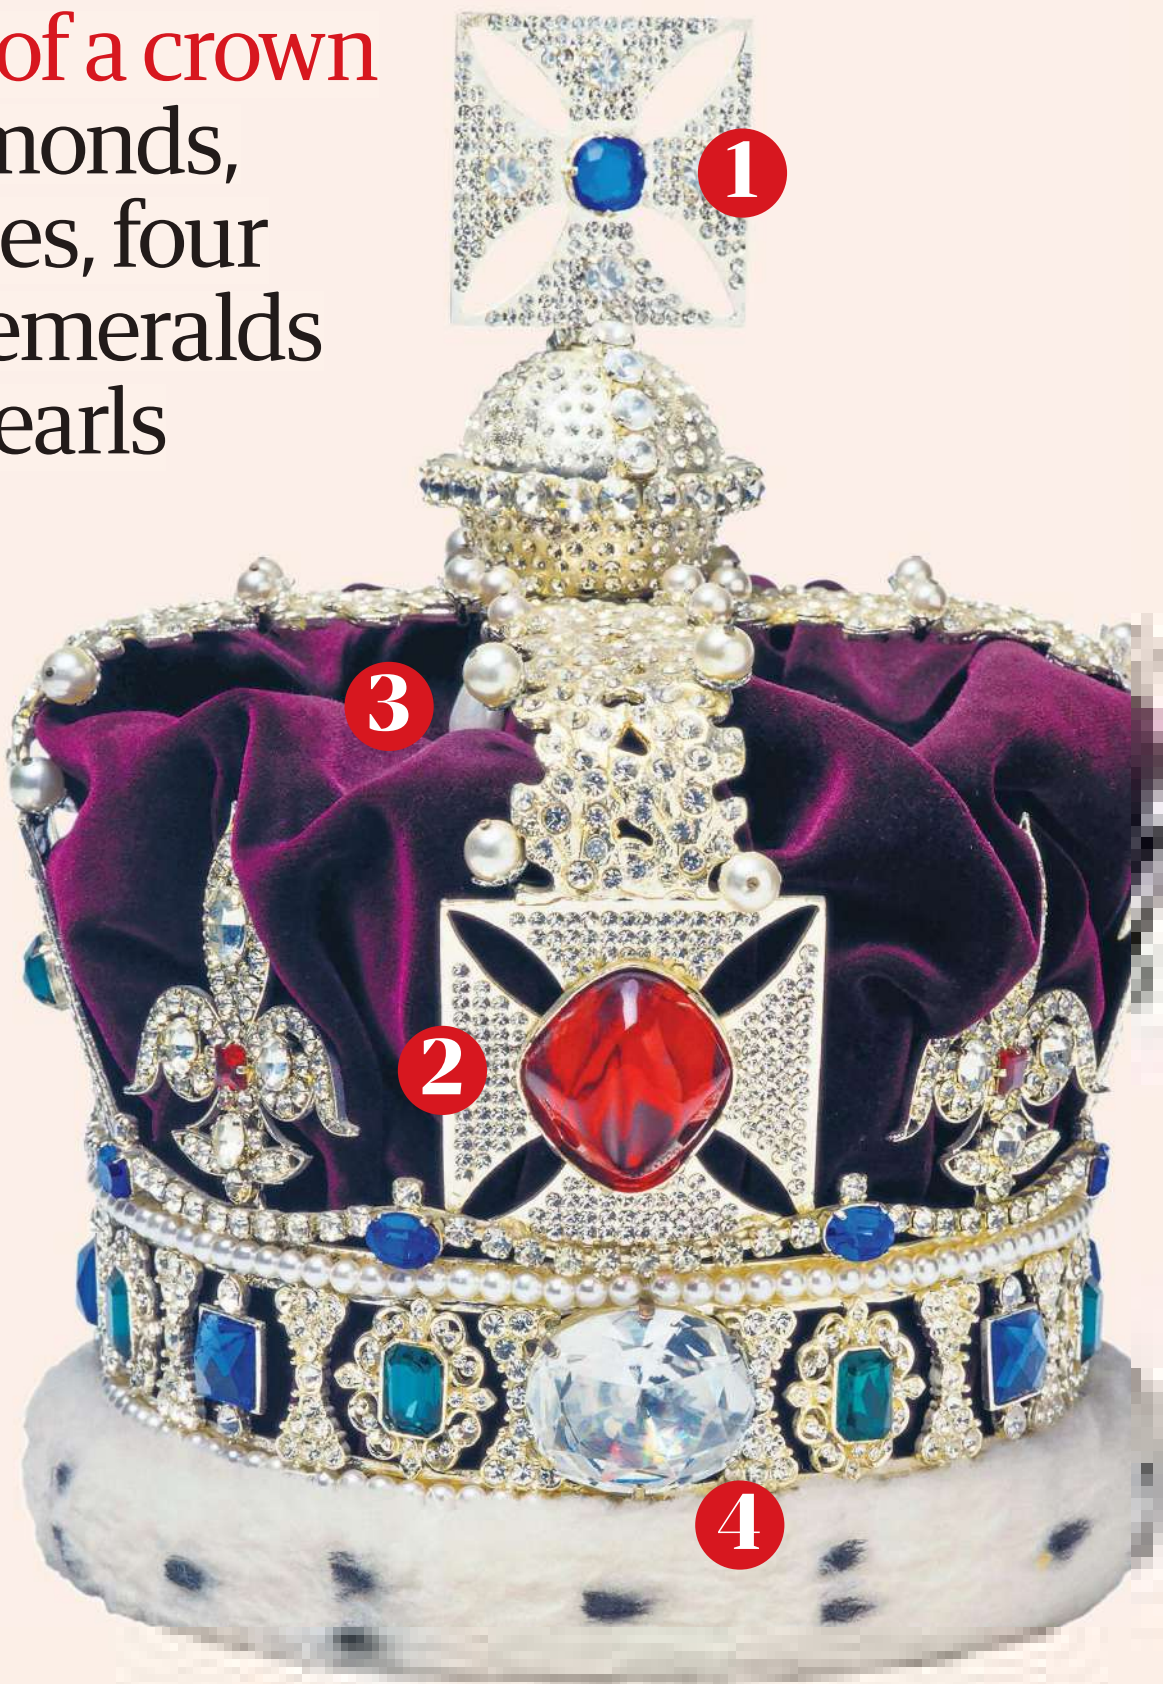 of a crown
monds,
es, four
emeralds
earls
1
3
2
4